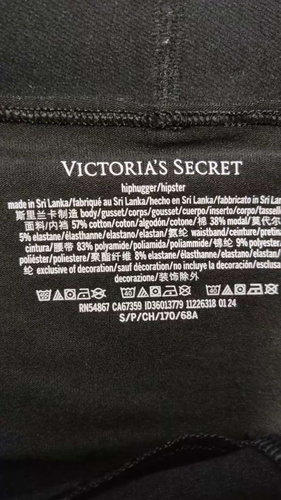 VICTORIA'S SECRET
hiphugger/hipster
made in Sri Lanka/fabriqué au Sri Lanka/hecho en Sri Lanka/fabbricato in Sri Lan
斯里兰卡制造 body/gusset/corps/gousset/cuerpo/inserto/corpo/tassell
面料/内裆 57% cotton/coton/algodón/cotone/棉 38% modal/莫代尔
5% elastane/élasthanne/elastano/elastan/氨纶 waistband/ceinture/pretina
cintura/腰带 83% polyamide/poliamida/poliammide/锦纶 9% polyester
poliéster/poliestere/聚酯纤维 8% elastane/élasthanne/elastano/elastan/氨
纶 exclusive of decoration/sauf décoration/no incluye la decoración/esclusa
decorazione/装饰除外
RN54867 CA67359 ID36013779 11226318 01 24
S/P/CH/170/68A